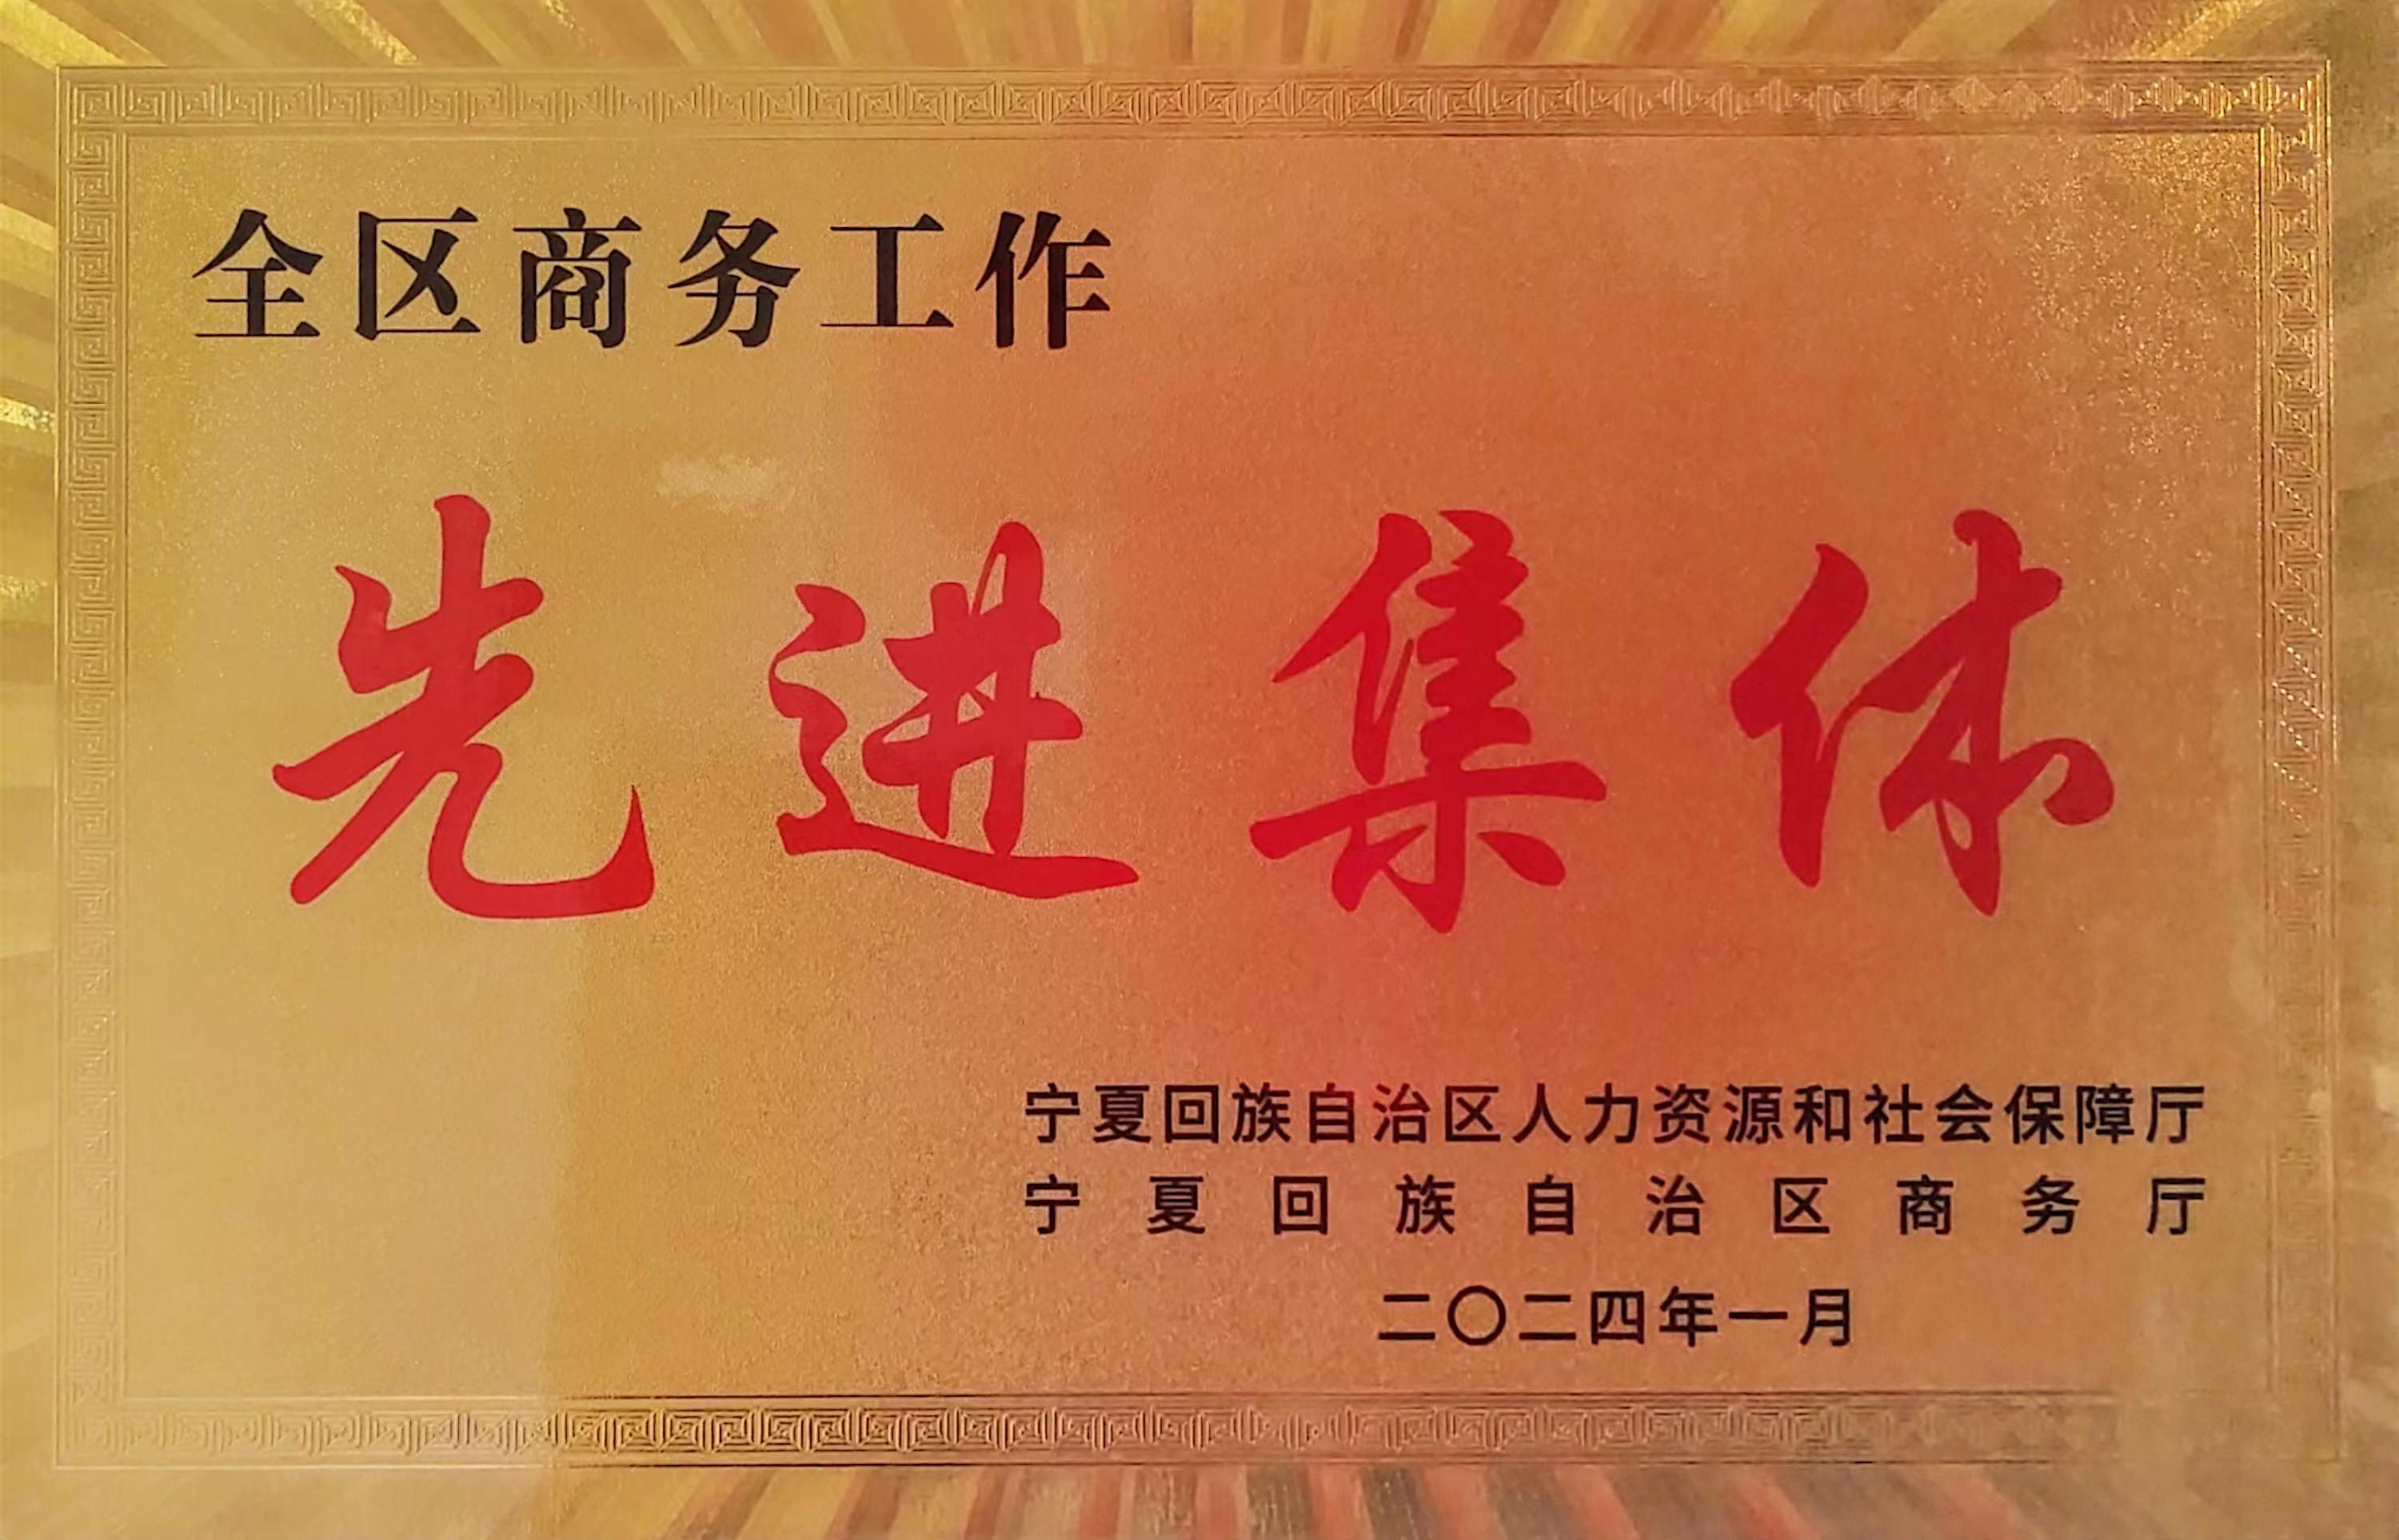 全区商务工作
先进集体
宁夏回族自治区人力资源和社会保障厅
宁夏回族自治区商务厅
二〇二四年一月